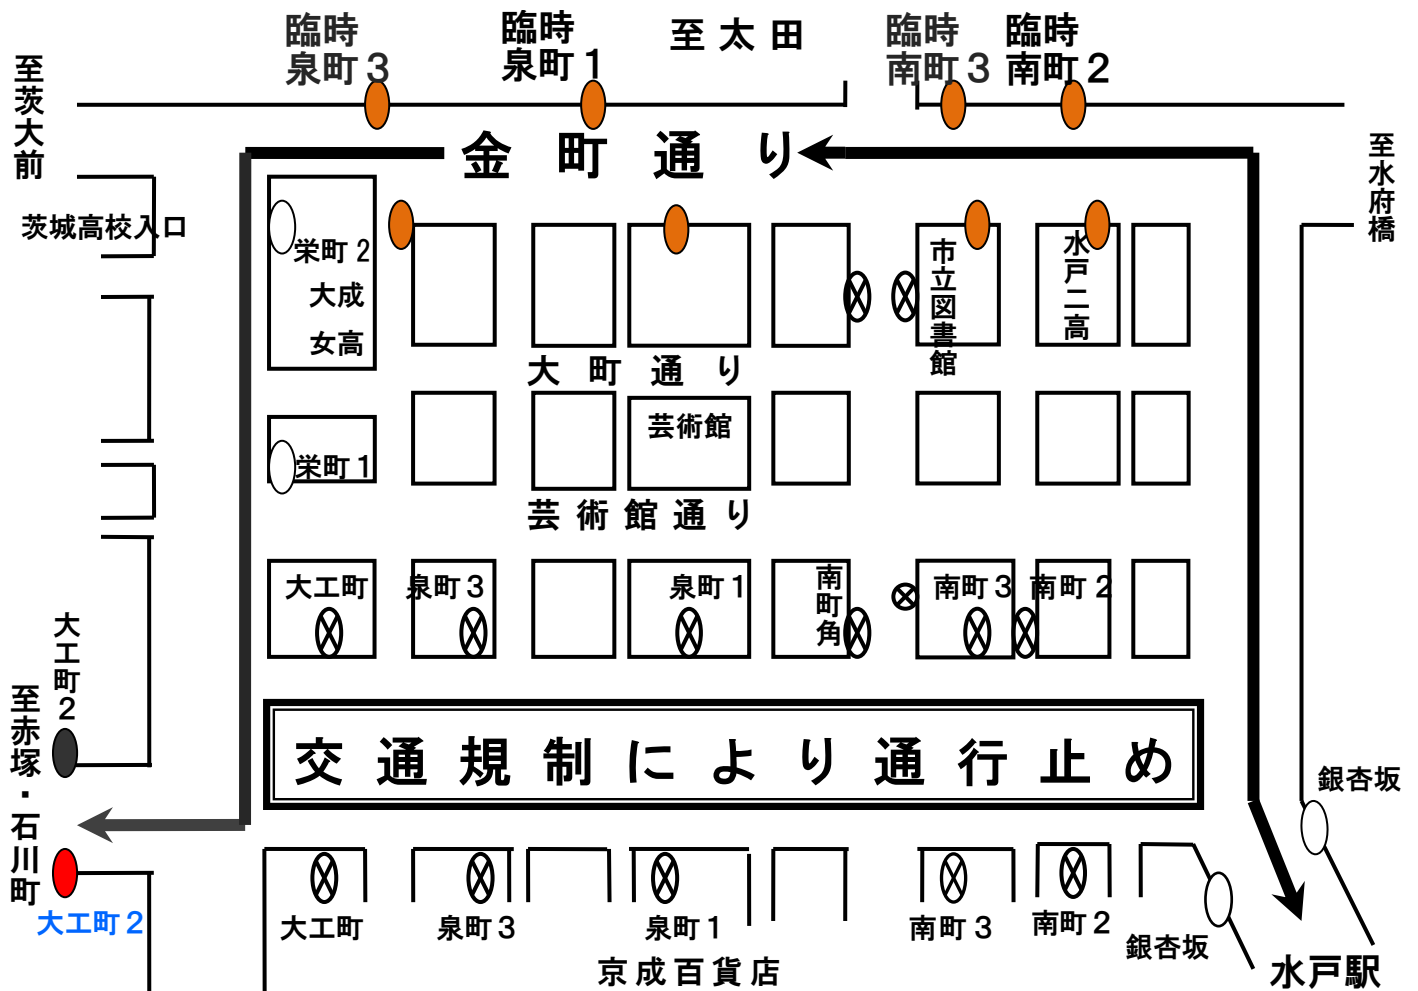 臨時
泉町３
臨時
泉町１
至 太 田
臨時
南町３
臨時
南町２
至茨大前
金町通り
至水府橋
茨城高校入口
栄町２
大成
女高
市立図書館
水戸二高
大町通り
芸術館
栄町１
芸術館通り
大工町
泉町３
泉町１
南町角
南町３
南町２
大工町２
至赤塚・石川町
交通規制により通行止め
銀杏坂
大工町２
大工町
泉町３
泉町１
南町３
南町２
銀杏坂
京成百貨店
水戸駅